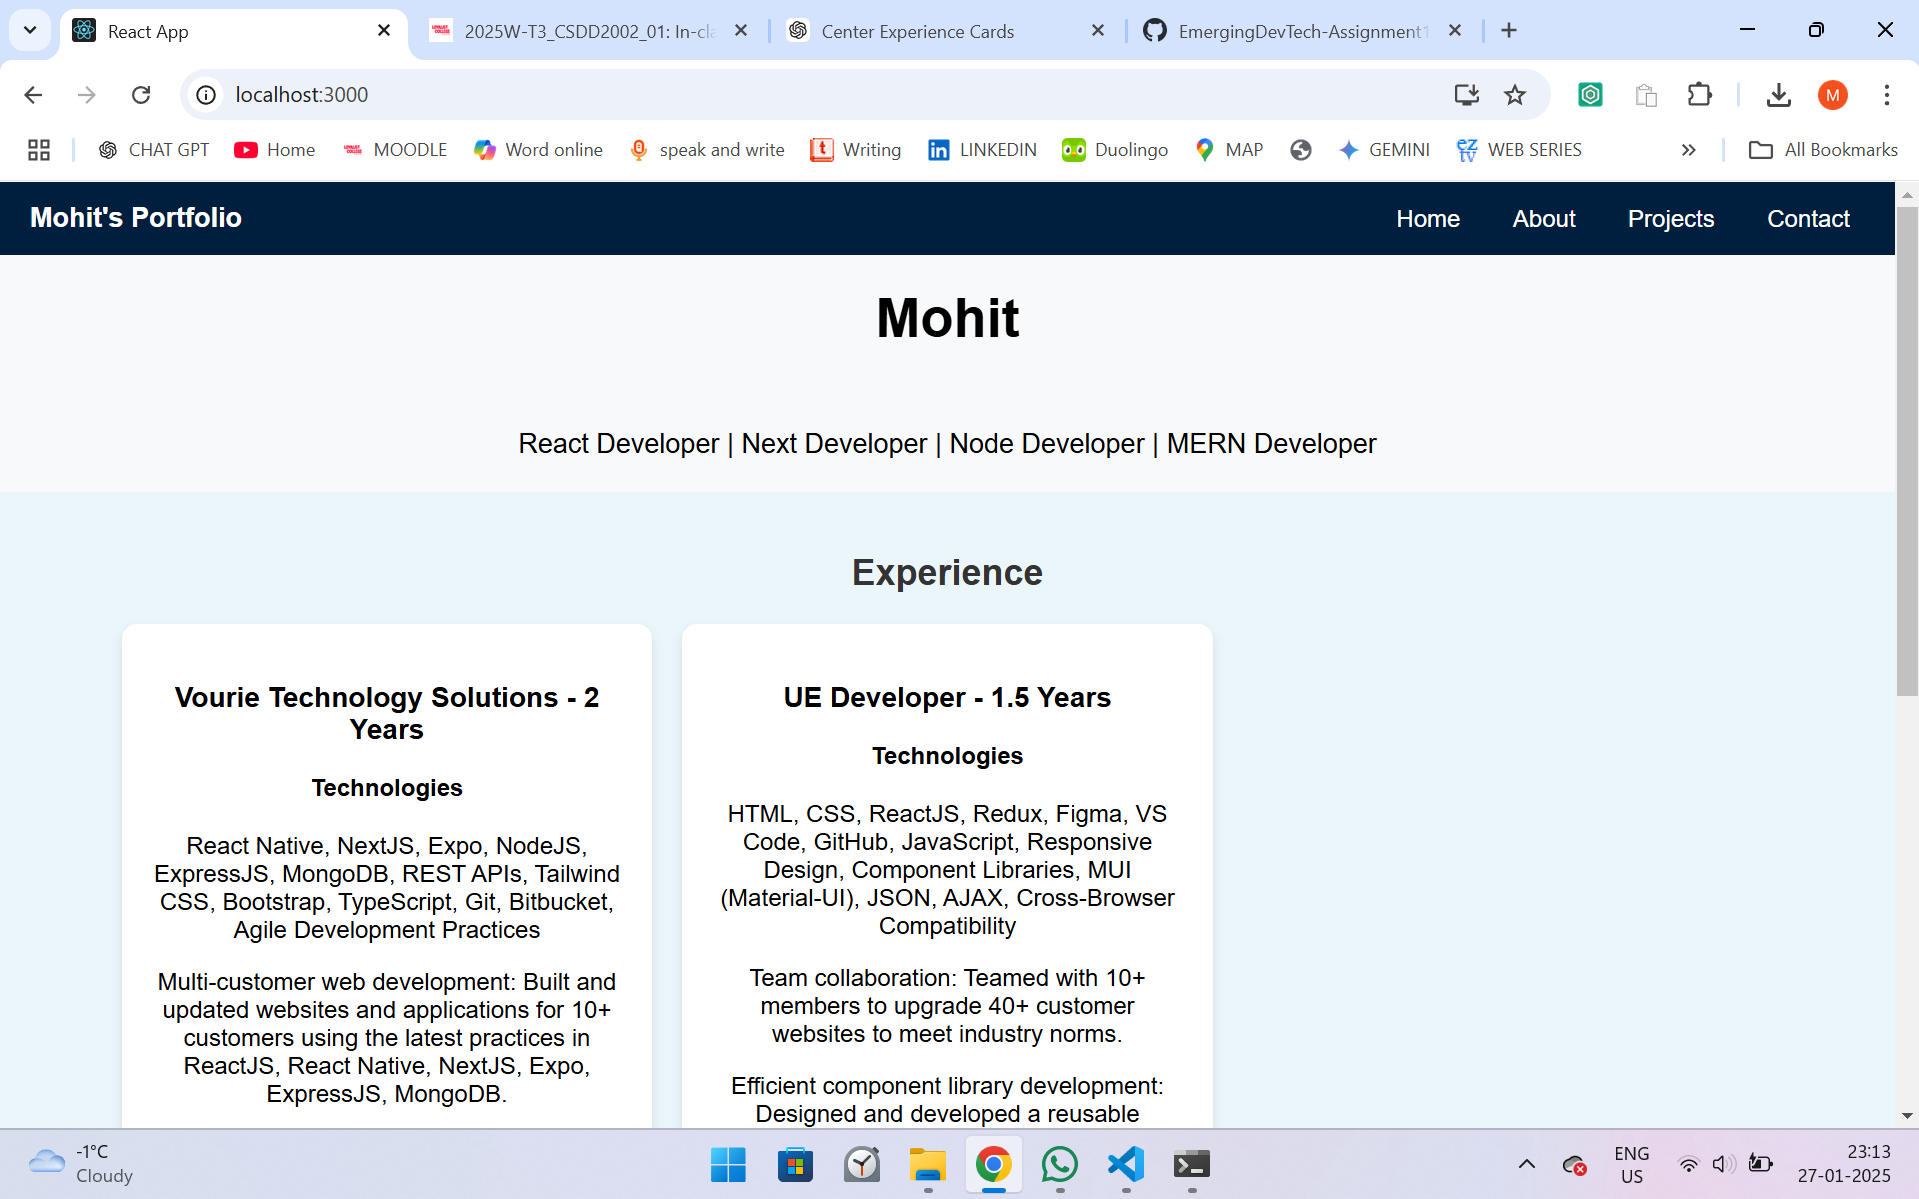 React App
2025W-T3_CSDD2002_01: In-cla
Center Experience Cards
EmergingDevTech-Assignment1
localhost:3000
M
CHAT GPT
Home
MOODLE
Word online
speak and write
Writing
LINKEDIN
Duolingo
MAP
GEMINI
WEB SERIES
All Bookmarks
Mohit's Portfolio
Home
About
Projects
Contact
Mohit
React Developer | Next Developer | Node Developer | MERN Developer
Experience
Vourie Technology Solutions - 2
Years
Technologies
React Native, NextJS, Expo, NodeJS,
ExpressJS, MongoDB, REST APIs, Tailwind
CSS, Bootstrap, TypeScript, Git, Bitbucket,
Agile Development Practices
Multi-customer web development: Built and
updated websites and applications for 10+
customers using the latest practices in
ReactJS, React Native, NextJS, Expo,
ExpressJS, MongoDB.
UE Developer - 1.5 Years
Technologies
HTML, CSS, ReactJS, Redux, Figma, VS
Code, GitHub, JavaScript, Responsive
Design, Component Libraries, MUI
(Material-UI), JSON, AJAX, Cross-Browser
Compatibility
Team collaboration: Teamed with 10+
members to upgrade 40+ customer
websites to meet industry norms.
Efficient component library development:
Designed and developed a reusable
-1°C
Cloudy
ENG
US
23:13
27-01-2025